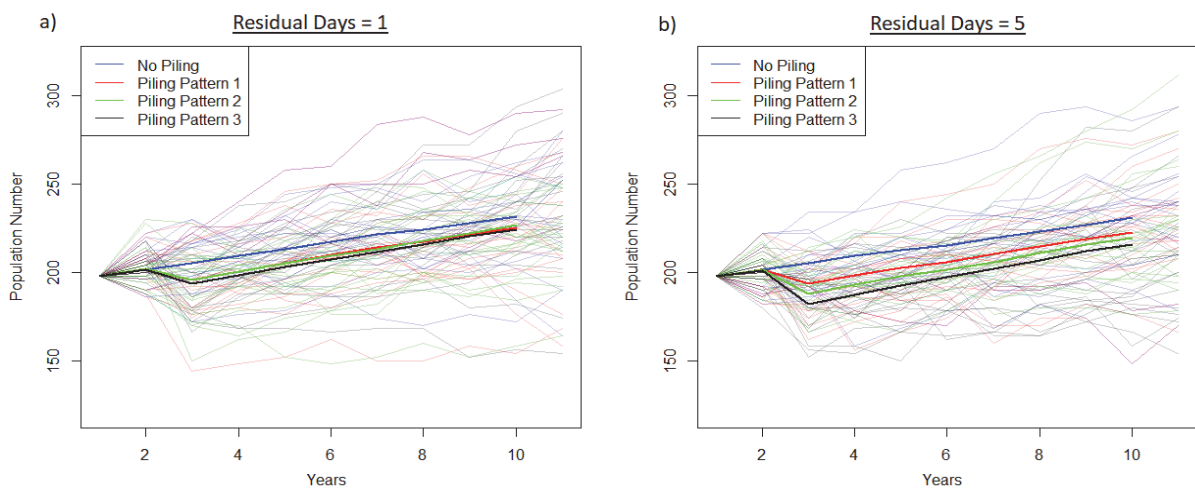 a)
Residual Days = 1
No Piling
Piling Pattern 1
Piling Pattern 2
Piling Pattern 3
Population Number
300
250
200
150
2 4 6 8 10
Years
b)
Residual Days = 5
No Piling
Piling Pattern 1
Piling Pattern 2
Piling Pattern 3
Population Number
300
250
200
150
2 4 6 8 10
Years